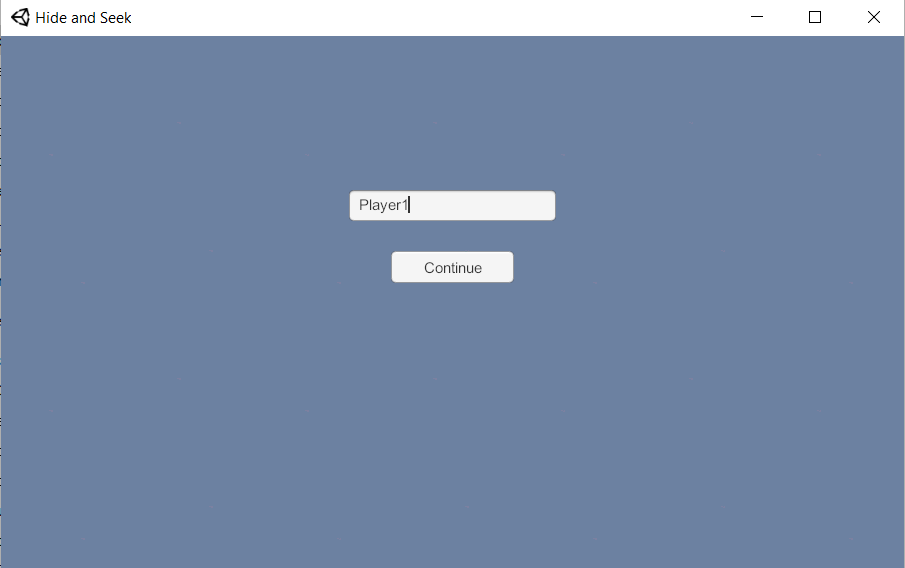 Hide and Seek
Player1
Continue